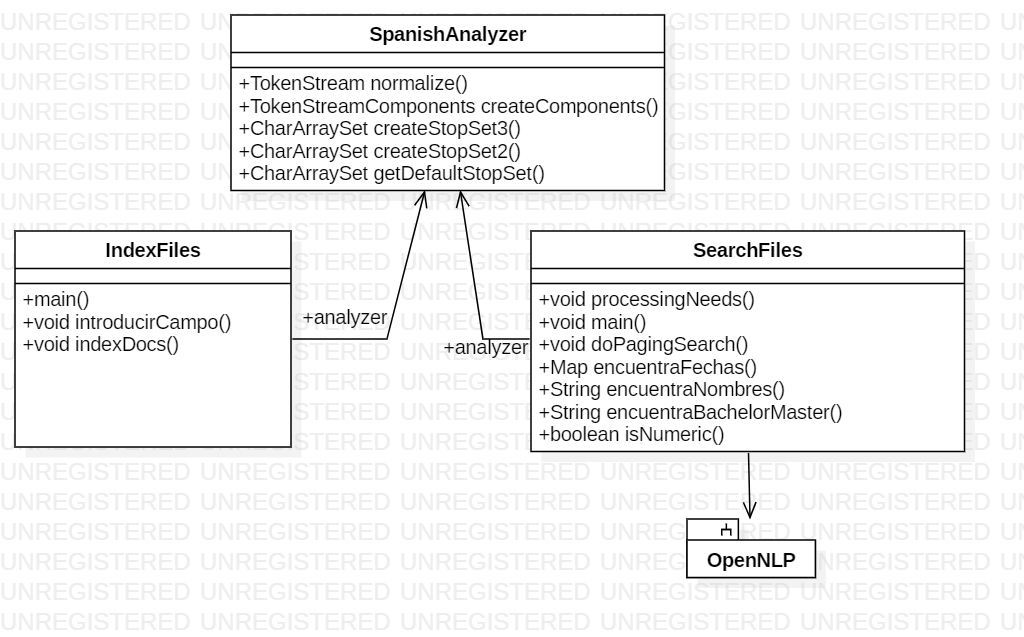 SpanishAnalyzer
+TokenStream normalize()
+TokenStreamComponents createComponents()
+CharArraySet createStopSet3()
+CharArraySet createStopSet2()
+CharArraySet getDefaultStopSet()
IndexFiles
+main()
+void introducirCampo()
+void indexDocs()
+analyzer
+analyzer
SearchFiles
+void processingNeeds()
+void main()
+void doPagingSearch()
+Map encuentraFechas()
+String encuentraNombres()
+String encuentraBachelorMaster()
+boolean isNumeric()
OpenNLP
UNREGISTERED UNREGISTERED UNREGISTERED UNREGISTERED UNREGISTERED